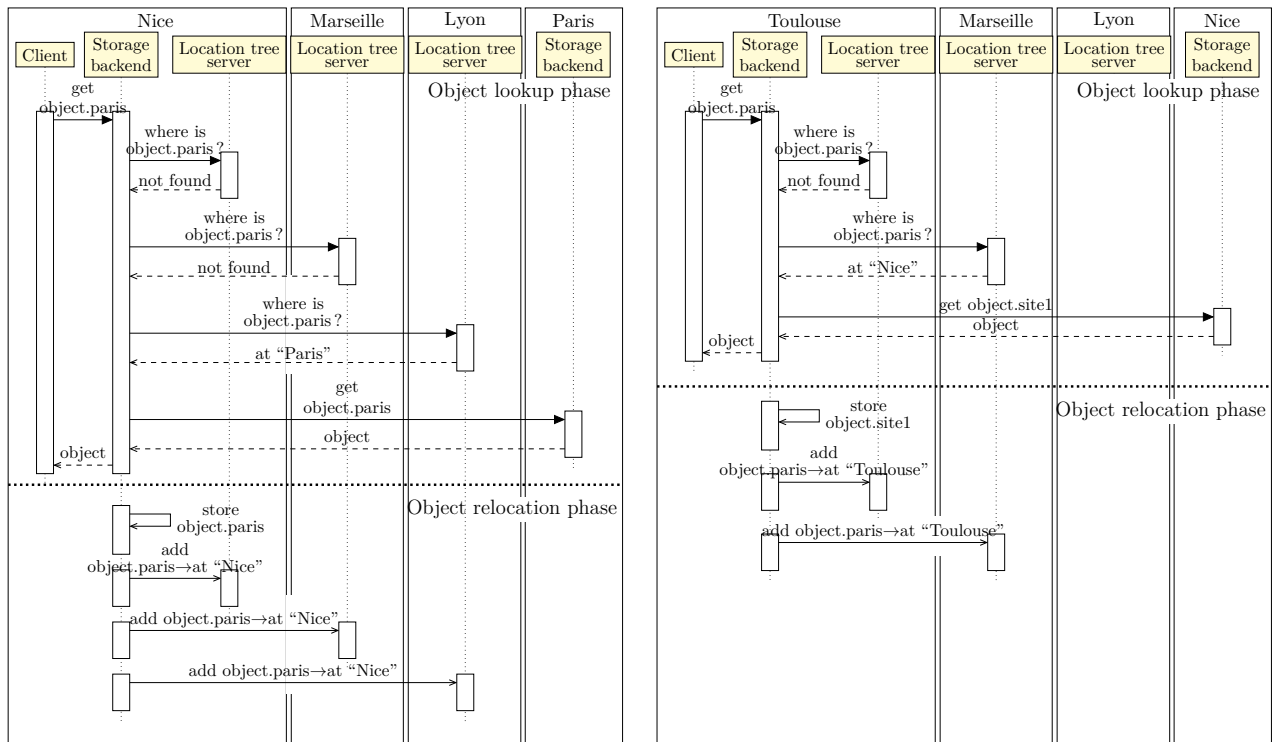 Nice
Marseille
Lyon
Paris
Client
Storage
backend
Location tree
server
Location tree
server
Location tree
server
Storage
backend
Object lookup phase
get
object.paris
where is
object.paris ?
not found
where is
object.paris ?
not found
where is
object.paris ?
at “Paris”
get
object.paris
object
object
Object relocation phase
store
object.paris
add
object.paris→at “Nice”
add object.paris→at “Nice”
add object.paris→at “Nice”
Toulouse
Marseille
Lyon
Nice
Client
Storage
backend
Location tree
server
Location tree
server
Location tree
server
Storage
backend
Object lookup phase
get
object.paris
where is
object.paris ?
not found
where is
object.paris ?
at “Nice”
get object.site1
object
object
Object relocation phase
store
object.site1
add
object.paris→at “Toulouse”
add object.paris→at “Toulouse”